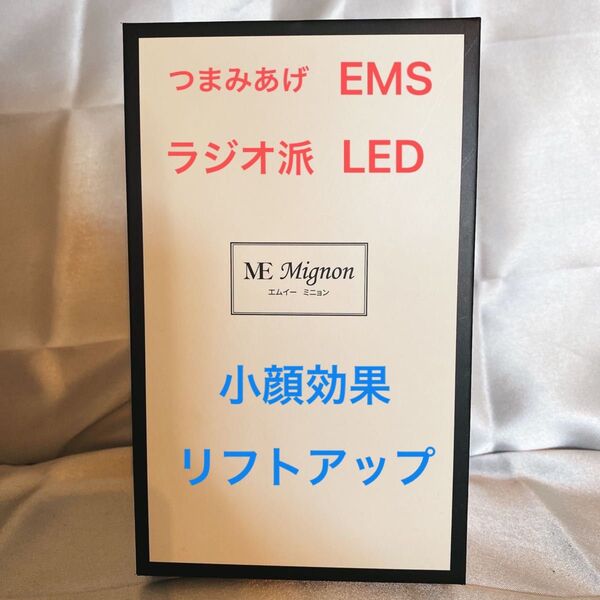 つまみあげ EMS
ラジオ派 LED
ME Mignon
エムイー ミニョン
小顔効果
リフトアップ